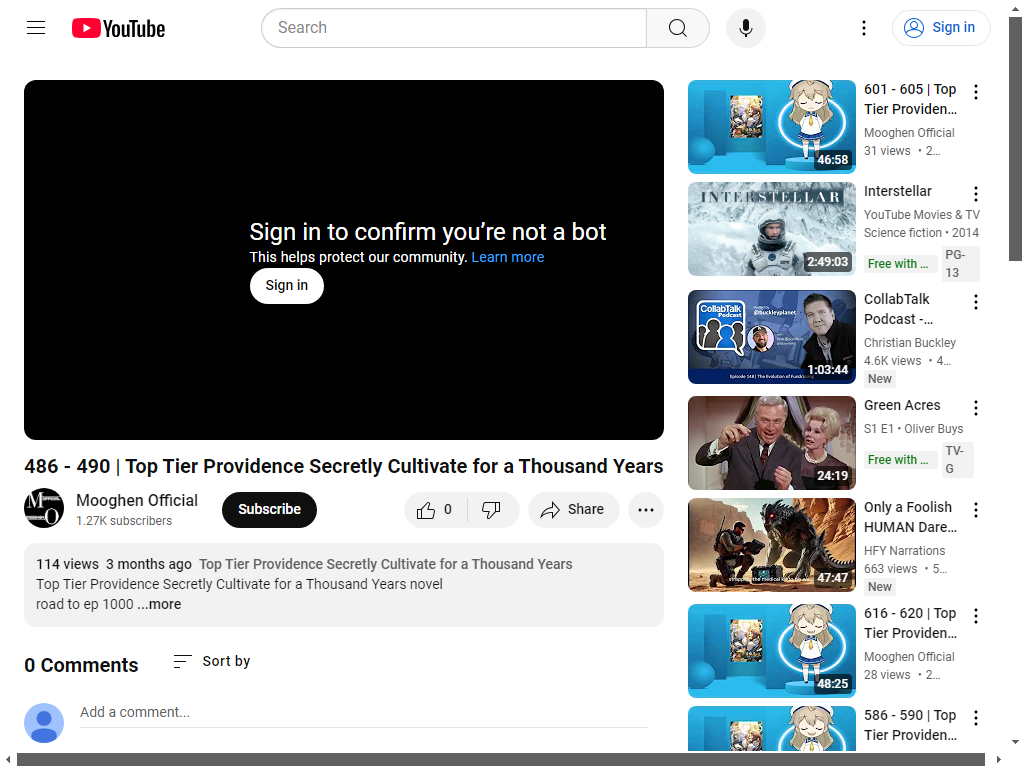 YouTube
Search
Sign in
Sign in to confirm you’re not a bot
This helps protect our community. Learn more
Sign in
486 - 490 | Top Tier Providence Secretly Cultivate for a Thousand Years
Mooghen Official
1.27K subscribers
Subscribe
0
Share
114 views 3 months ago Top Tier Providence Secretly Cultivate for a Thousand Years
Top Tier Providence Secretly Cultivate for a Thousand Years novel
road to ep 1000 ...more
0 Comments
Sort by
Add a comment...
46:58
601 - 605 | Top
Tier Providen...
Mooghen Official
31 views • 2...
INTERSTELLAR
2:49:03
Interstellar
YouTube Movies & TV
Science fiction • 2014
Free with ...
PG-
13
CollabTalk
Podcast
@buckleyplanet
Episode 148 | The Evolution of
1:03:44
CollabTalk
Podcast -...
Christian Buckley
4.6K views • 4...
New
24:19
Green Acres
S1 E1 • Oliver Buys
Free with ...
TV-
G
47:47
Only a Foolish
HUMAN Dare...
HFY Narrations
663 views • 5...
New
48:25
616 - 620 | Top
Tier Providen...
Mooghen Official
28 views • 2...
586 - 590 | Top
Tier Providen...